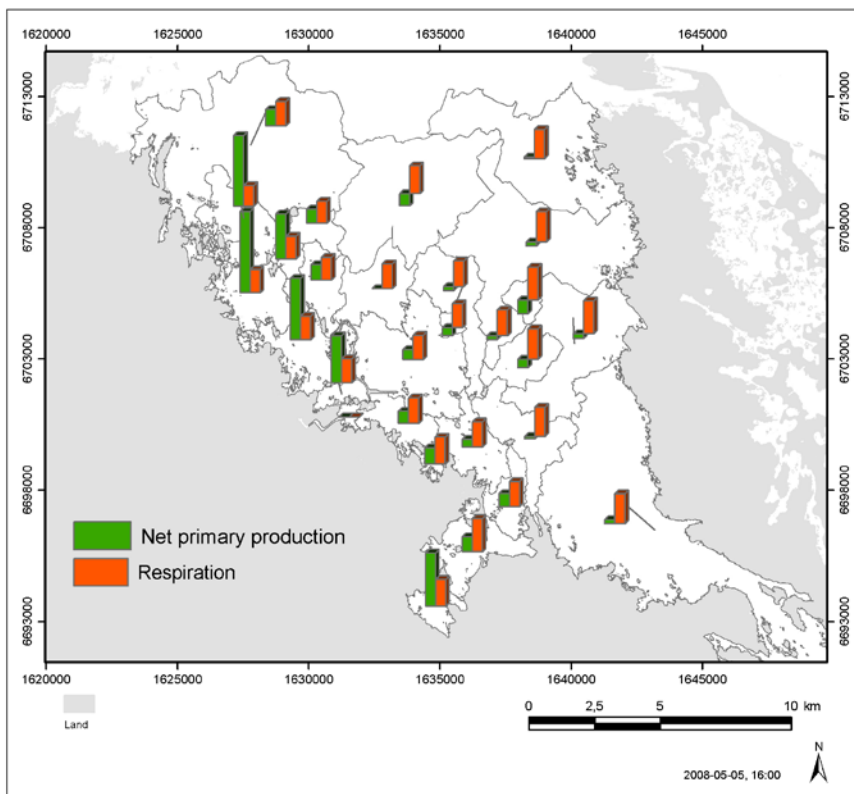 1620000 1625000 1630000 1635000 1640000 1645000
6713000 6713000
6708000 6708000
6703000 6703000
6698000 6698000
Net primary production
Respiration
6693000 6693000
1620000 1625000 1630000 1635000 1640000 1645000
Land
0 2,5 5 10 km
N
2008-05-05, 16:00